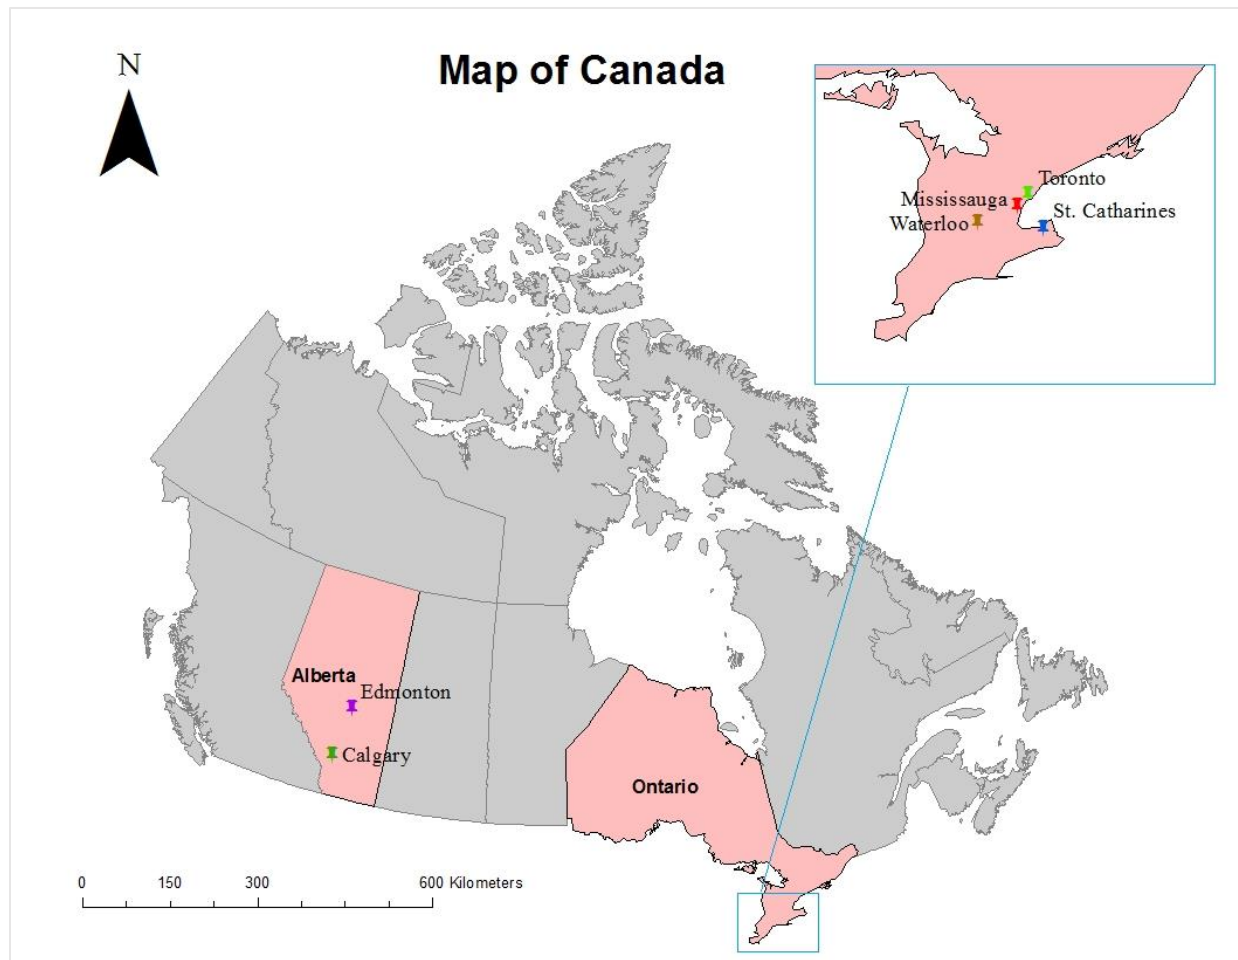 Map of Canada
N
Toronto
Mississauga
St. Catharines
Waterloo
Alberta
Edmonton
Calgary
Ontario
0 150 300 600 Kilometers